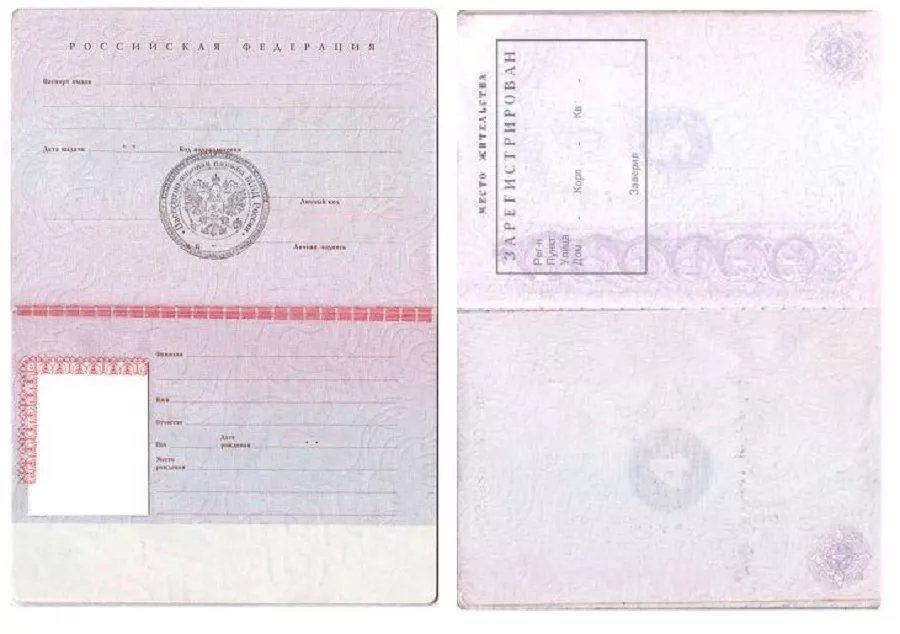 РОССИЙСКАЯ ФЕДЕРАЦИЯ
Паспорт выдан
Дата выдачи
Код подразделения
Личный код
Личная подпись
Фамилия
Имя
Отчество
Пол
Дата
рождения
Место
рождения
МЕСТО ЖИТЕЛЬСТВА
ЗАРЕГИСТРИРОВАН
Рег-н
Пункт
Улица
Дом Корп Кв
Заверил
4